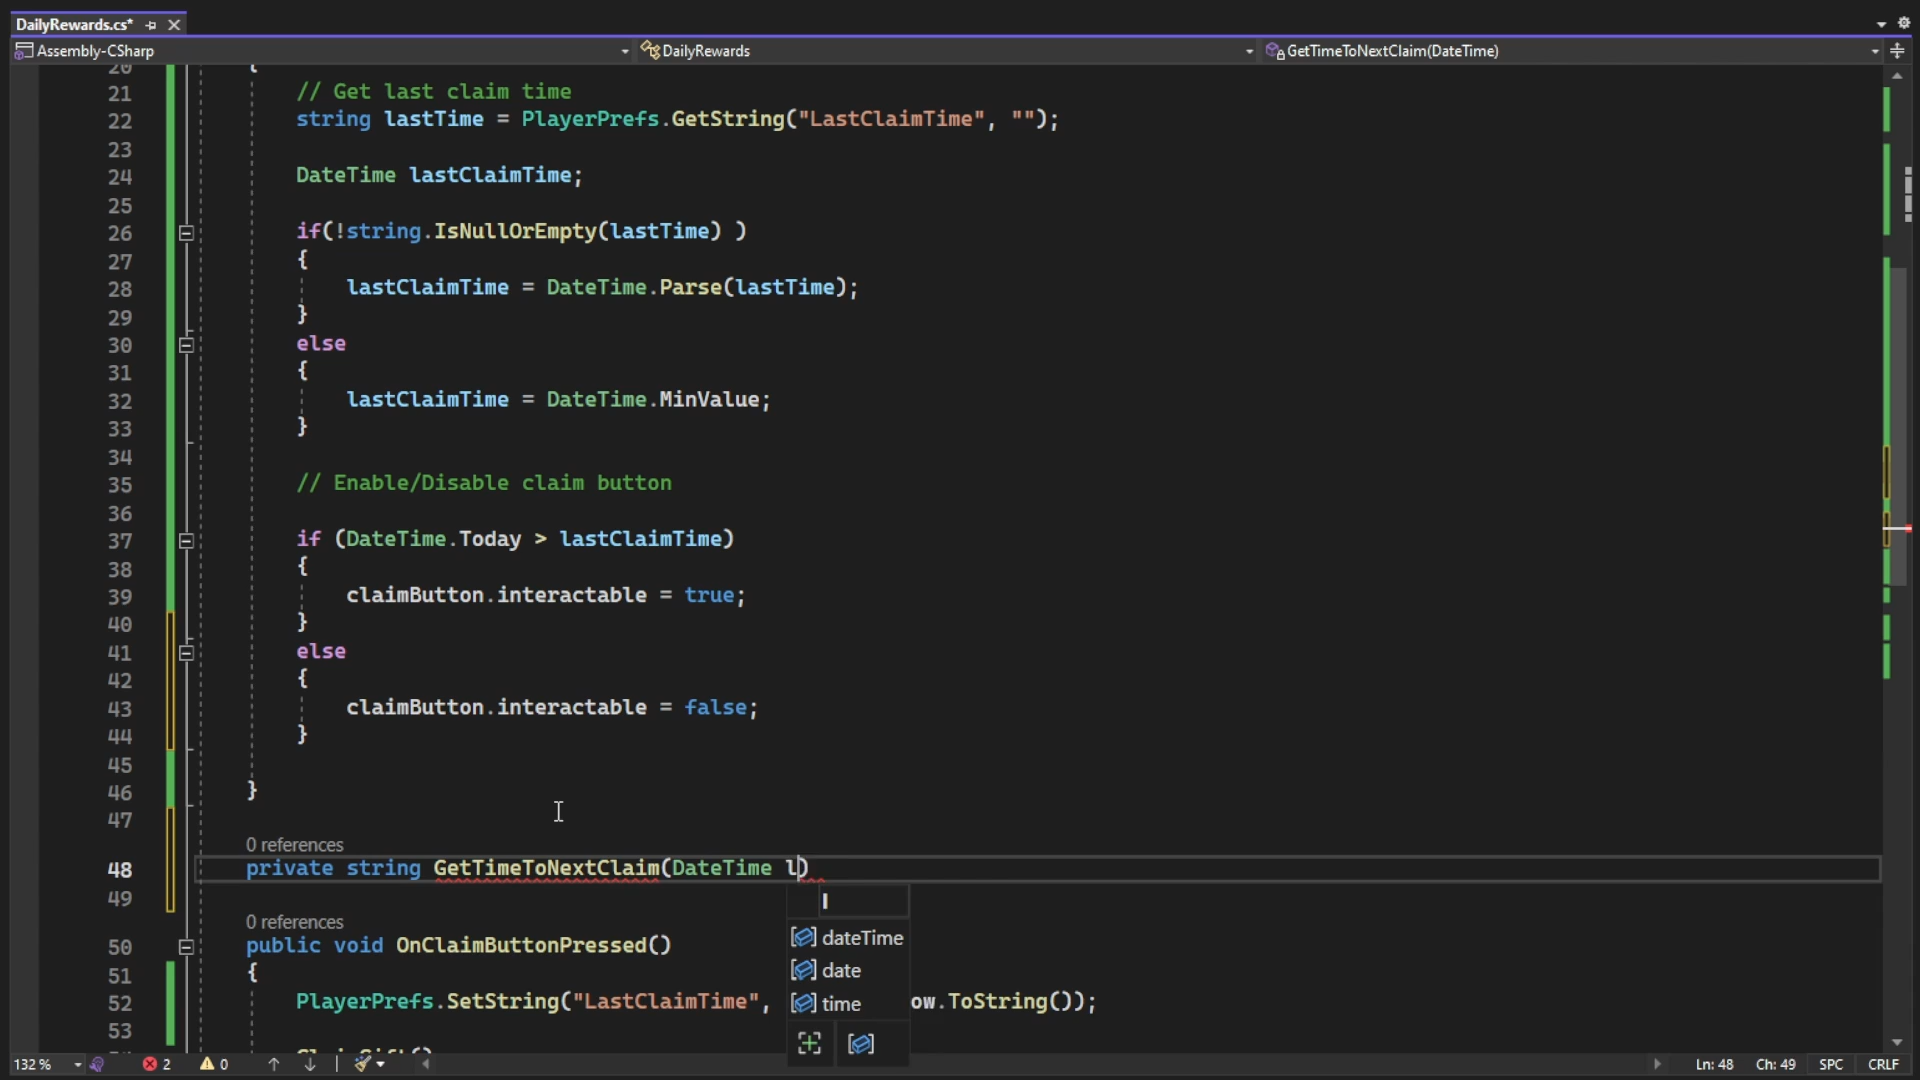 DailyRewards.cs*
Assembly-CSharp
DailyRewards
GetTimeToNextClaim(DateTime)
20 {
21 // Get last claim time
22 string lastTime = PlayerPrefs.GetString("LastClaimTime", "");
23
24 DateTime lastClaimTime;
25
26 if(!string.IsNullOrEmpty(lastTime) )
27 {
28 lastClaimTime = DateTime.Parse(lastTime);
29 }
30 else
31 {
32 lastClaimTime = DateTime.MinValue;
33 }
34
35 // Enable/Disable claim button
36
37 if (DateTime.Today > lastClaimTime)
38 {
39 claimButton.interactable = true;
40 }
41 else
42 {
43 claimButton.interactable = false;
44 }
45
46 }
47
0 references
48 private string GetTimeToNextClaim(DateTime l)
49
l
0 references
dateTime
50 public void OnClaimButtonPressed()
date
51 {
time
52 PlayerPrefs.SetString("LastClaimTime", ow.ToString());
53
132 % 2 0 Ln: 48 Ch: 49 SPC CRLF